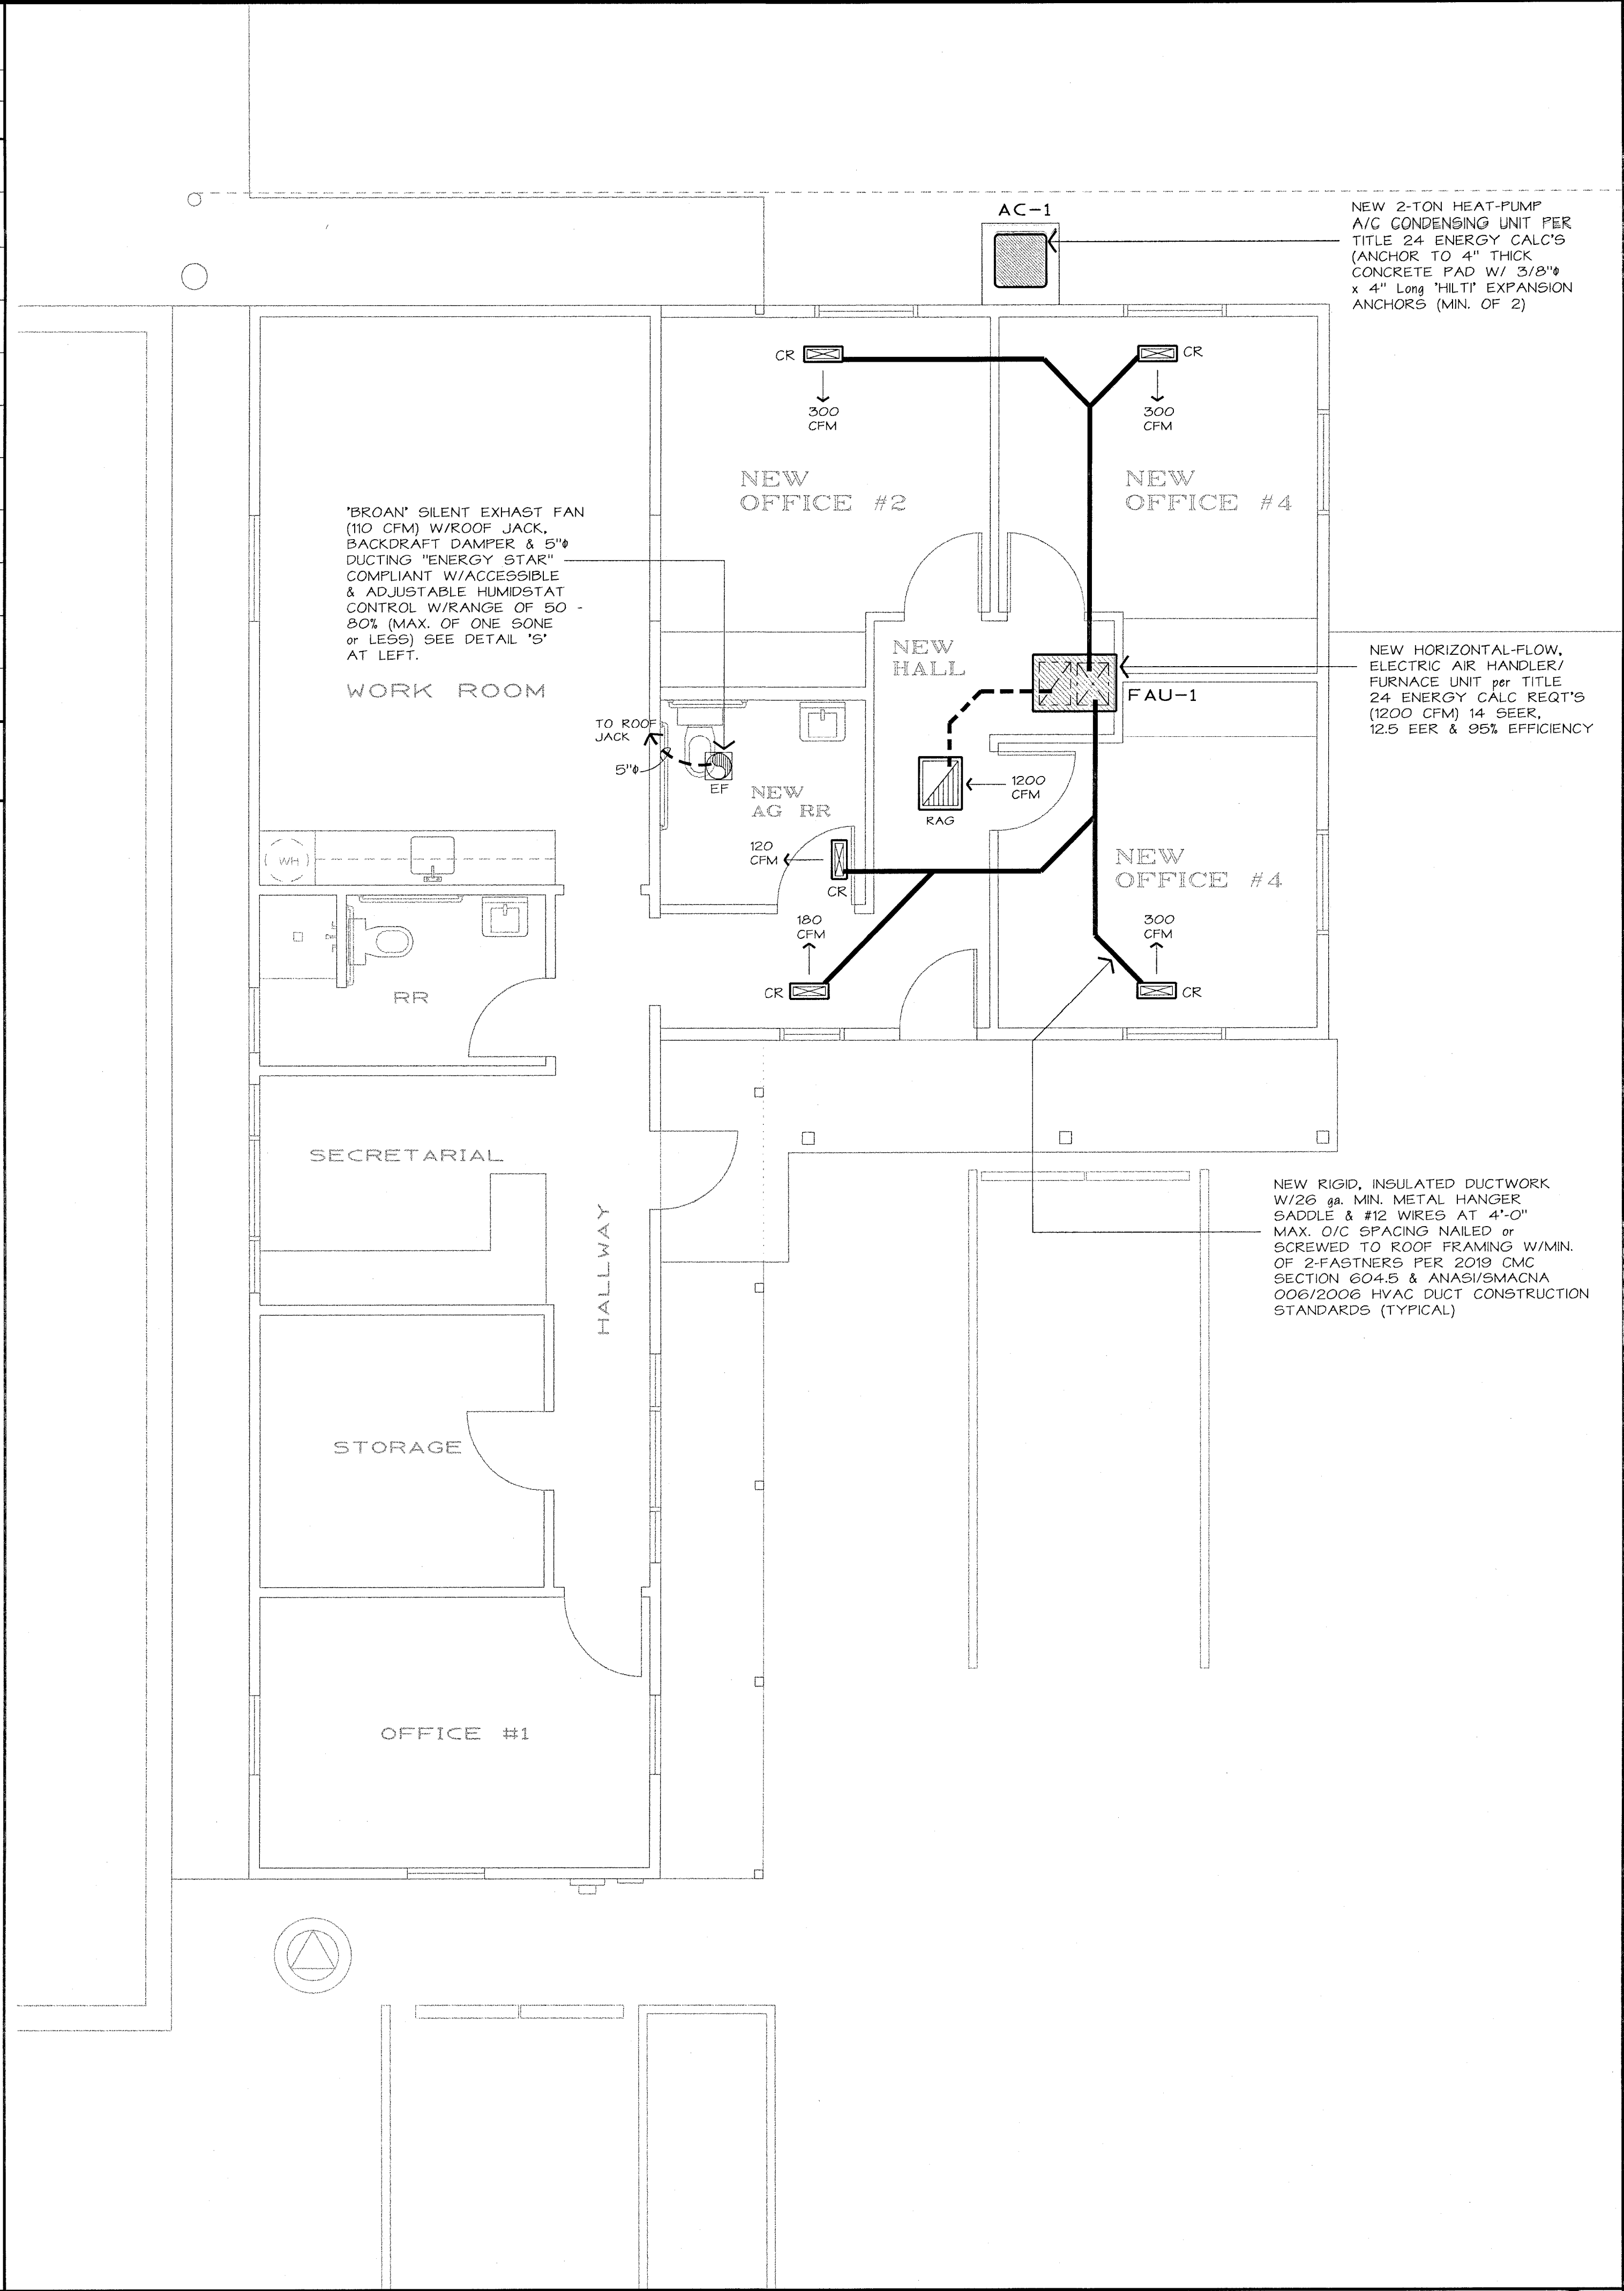 AC-1
NEW 2-TON HEAT-PUMP
A/C CONDENSING UNIT PER
TITLE 24 ENERGY CALC'S
(ANCHOR TO 4" THICK
CONCRETE PAD W/ 3/8"ϕ
x 4" Long 'HILTI' EXPANSION
ANCHORS (MIN. OF 2)
CR
CR
300
CFM
300
CFM
NEW
OFFICE #2
NEW
OFFICE #4
'BROAN' SILENT EXHAST FAN
(110 CFM) W/ROOF JACK,
BACKDRAFT DAMPER & 5"ϕ
DUCTING "ENERGY STAR"
COMPLIANT W/ACCESSIBLE
& ADJUSTABLE HUMIDSTAT
CONTROL W/RANGE OF 50 -
80% (MAX. OF ONE SONE
or LESS) SEE DETAIL 'S'
AT LEFT.
WORK ROOM
NEW
HALL
FAU-1
NEW HORIZONTAL-FLOW,
ELECTRIC AIR HANDLER/
FURNACE UNIT per TITLE
24 ENERGY CALC REQT'S
(1200 CFM) 14 SEER,
12.5 EER & 95% EFFICIENCY
TO ROOF
JACK
5"ϕ
EF
NEW
AG RR
1200
CFM
RAG
120
CFM
CR
WH
NEW
OFFICE #4
180
CFM
300
CFM
CR
CR
RR
SECRETARIAL
HALLWAY
NEW RIGID, INSULATED DUCTWORK
W/26 ga. MIN. METAL HANGER
SADDLE & #12 WIRES AT 4'-0"
MAX. O/C SPACING NAILED or
SCREWED TO ROOF FRAMING W/MIN.
OF 2-FASTNERS PER 2019 CMC
SECTION 604.5 & ANASI/SMACNA
006/2006 HVAC DUCT CONSTRUCTION
STANDARDS (TYPICAL)
STORAGE
OFFICE #1